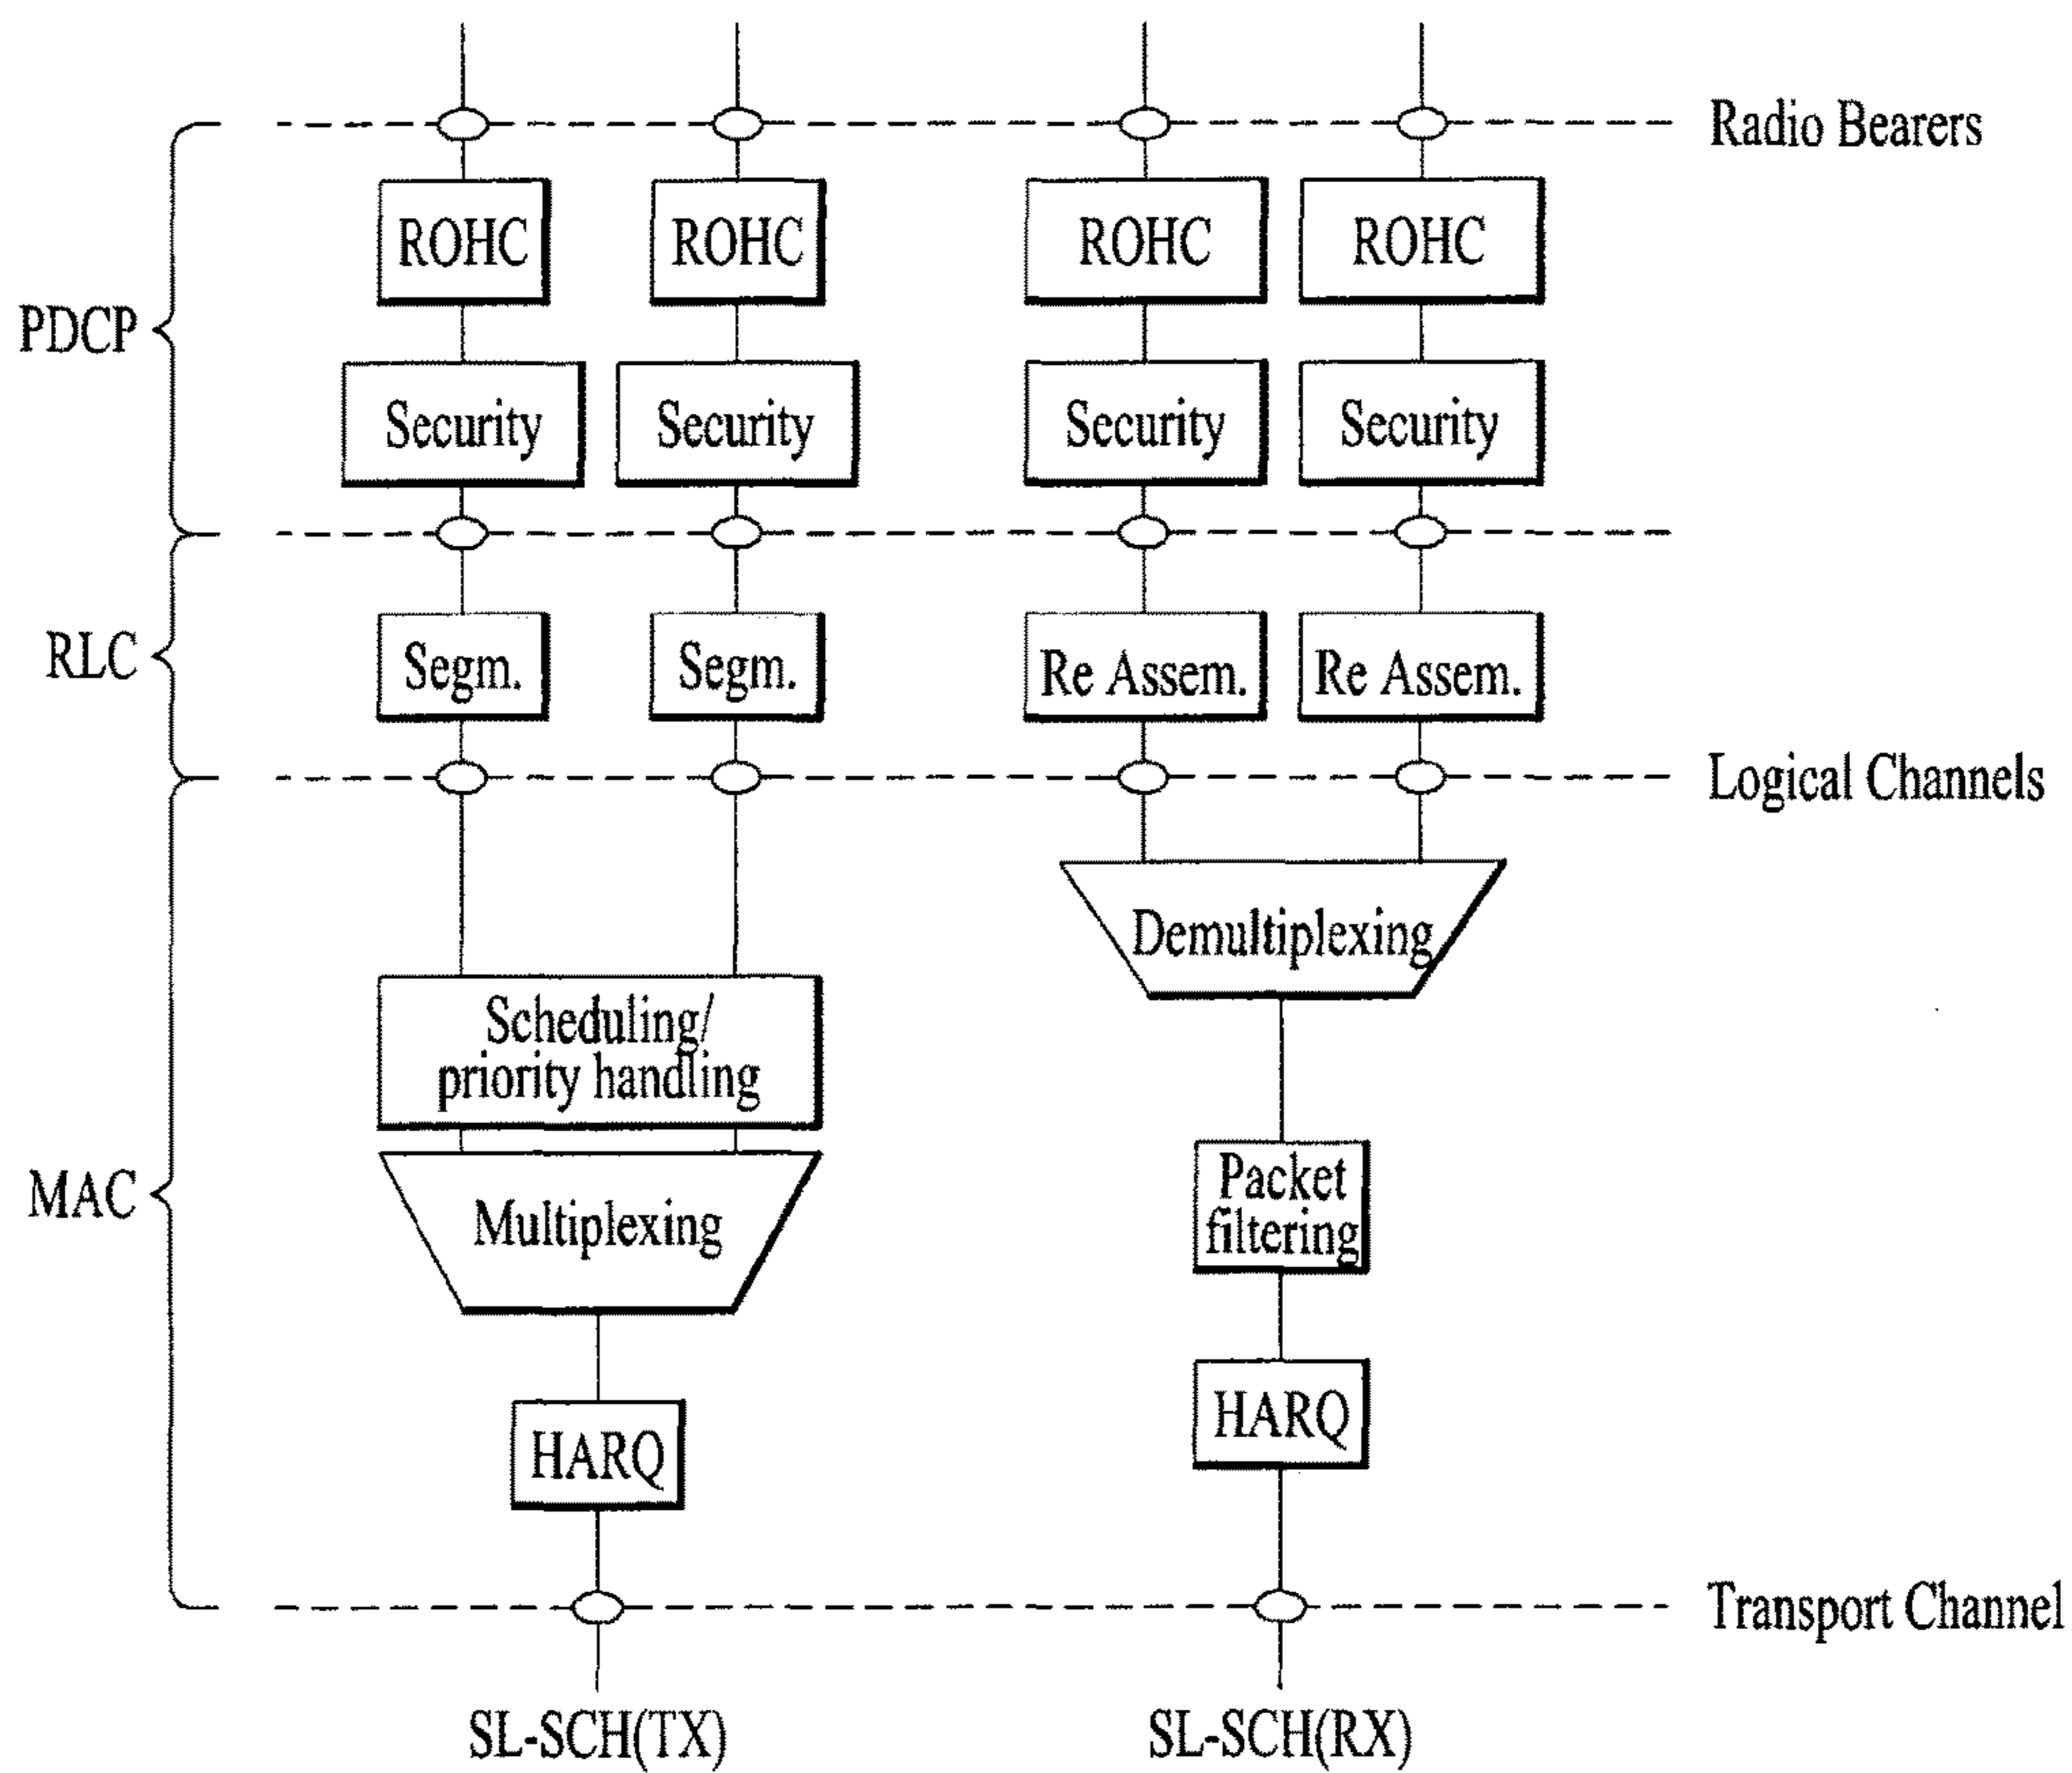 Radio Bearers
ROHC ROHC ROHC ROHC
PDCP
Security Security Security Security
RLC
Segm. Segm. Re Assem. Re Assem.
Logical Channels
Demultiplexing
Scheduling/
priority handling
MAC
Multiplexing
Packet
filtering
HARQ
HARQ
Transport Channel
SL-SCH(TX) SL-SCH(RX)